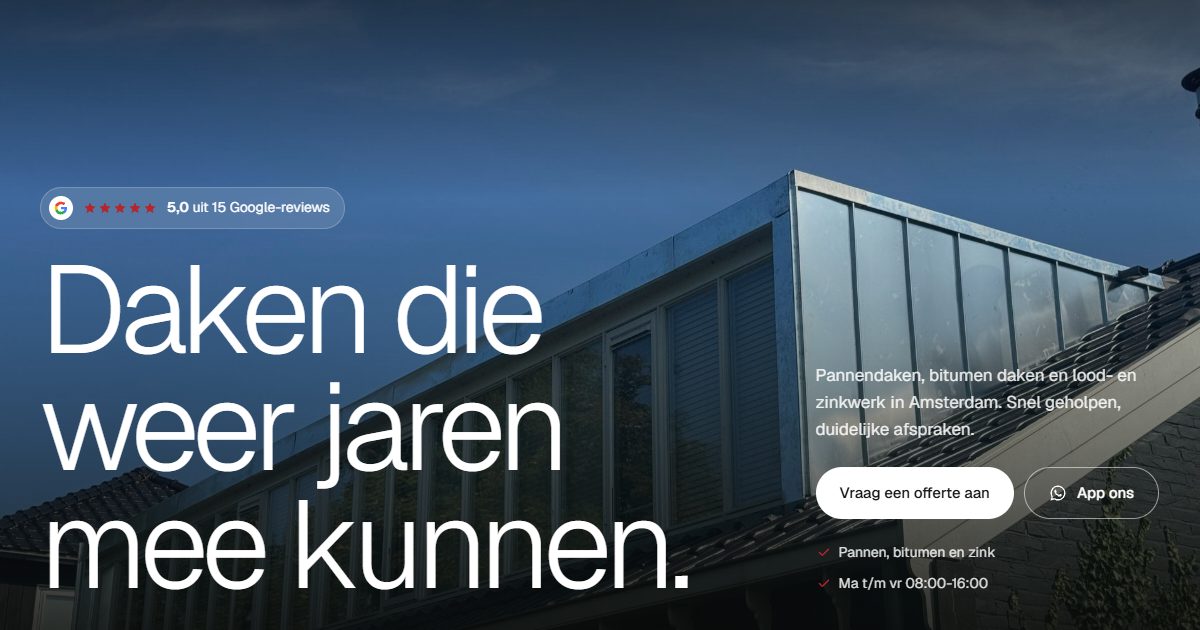 5,0 uit 15 Google-reviews
Daken die
weer jaren
mee kunnen.
Pannendaken, bitumen daken en lood- en
zinkwerk in Amsterdam. Snel geholpen,
duidelijke afspraken.
Vraag een offerte aan
App ons
Pannen, bitumen en zink
Ma t/m vr 08:00-16:00